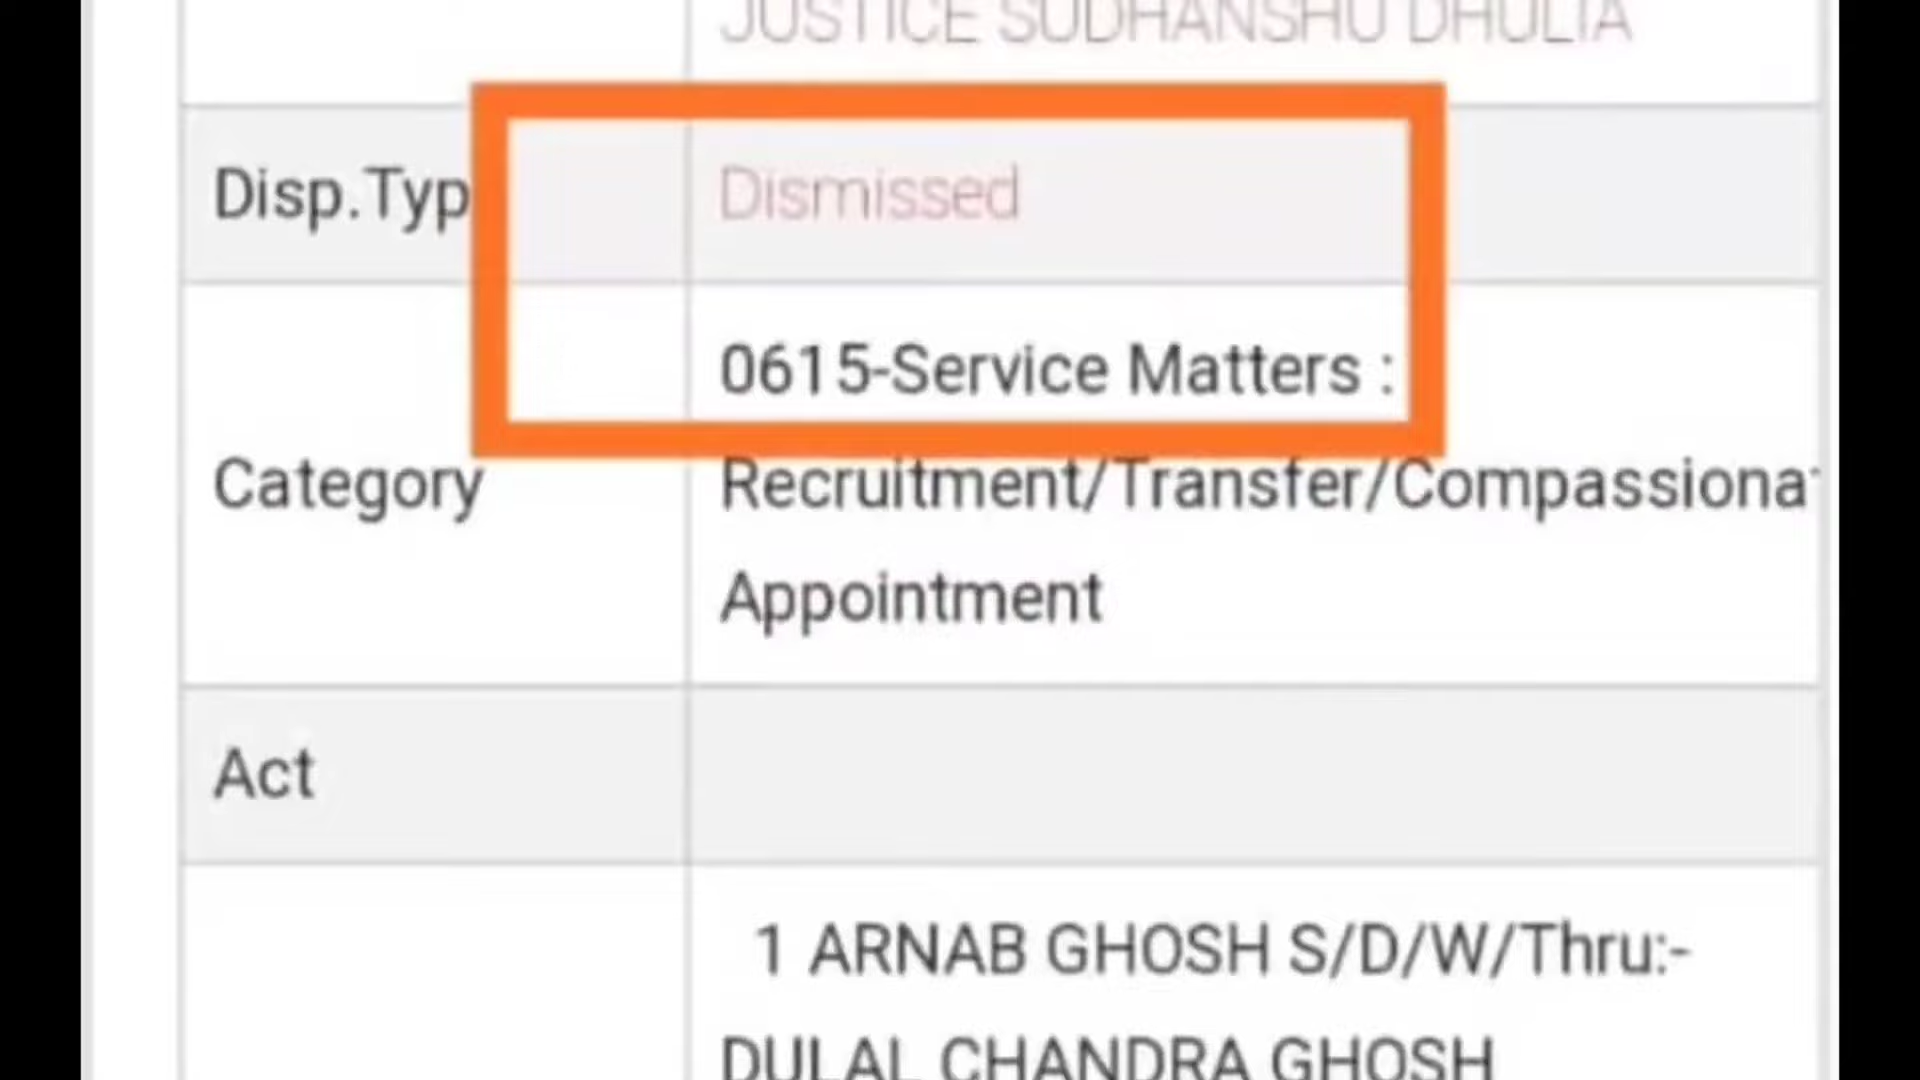 JUSTICE SUDHANSHU DHULIA
Disp.Typ
Dismissed
Category
0615-Service Matters :
Recruitment/Transfer/Compassiona
Appointment
Act
1 ARNAB GHOSH S/D/W/Thru:-
DULAL CHANDRA GHOSH